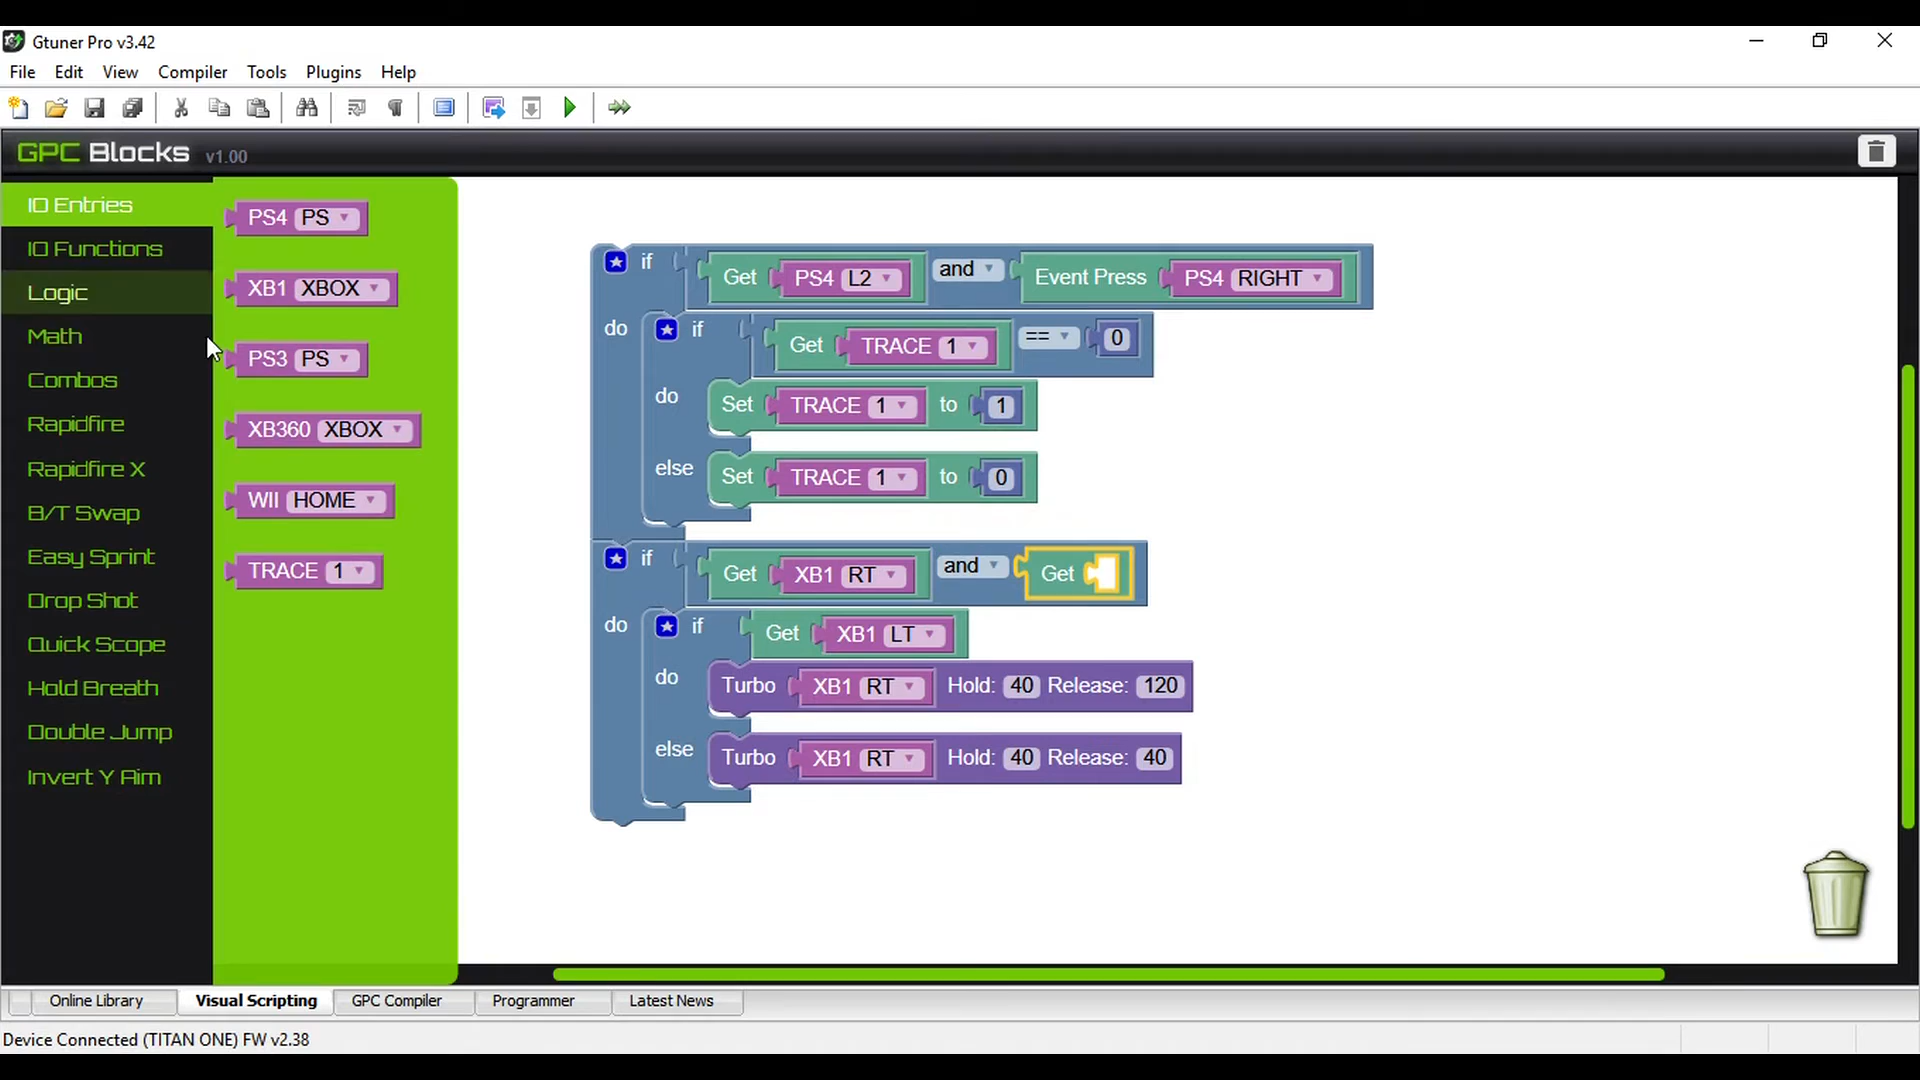 Gtuner Pro v3.42
File Edit View Compiler Tools Plugins Help
GPC Blocks v1.00
IO Entries
IO Functions
Logic
Math
Combos
Rapidfire
Rapidfire X
B/T Swap
Easy Sprint
Drop Shot
Quick Scope
Hold Breath
Double Jump
Invert Y Aim
PS4 PS
XB1 XBOX
PS3 PS
XB360 XBOX
WII HOME
TRACE 1
if Get PS4 L2 and Event Press PS4 RIGHT
do if Get TRACE 1 == 0
do Set TRACE 1 to 1
else Set TRACE 1 to 0
if Get XB1 RT and Get
do if Get XB1 LT
do Turbo XB1 RT Hold: 40 Release: 120
else Turbo XB1 RT Hold: 40 Release: 40
Online Library Visual Scripting GPC Compiler Programmer Latest News
Device Connected (TITAN ONE) FW v2.38